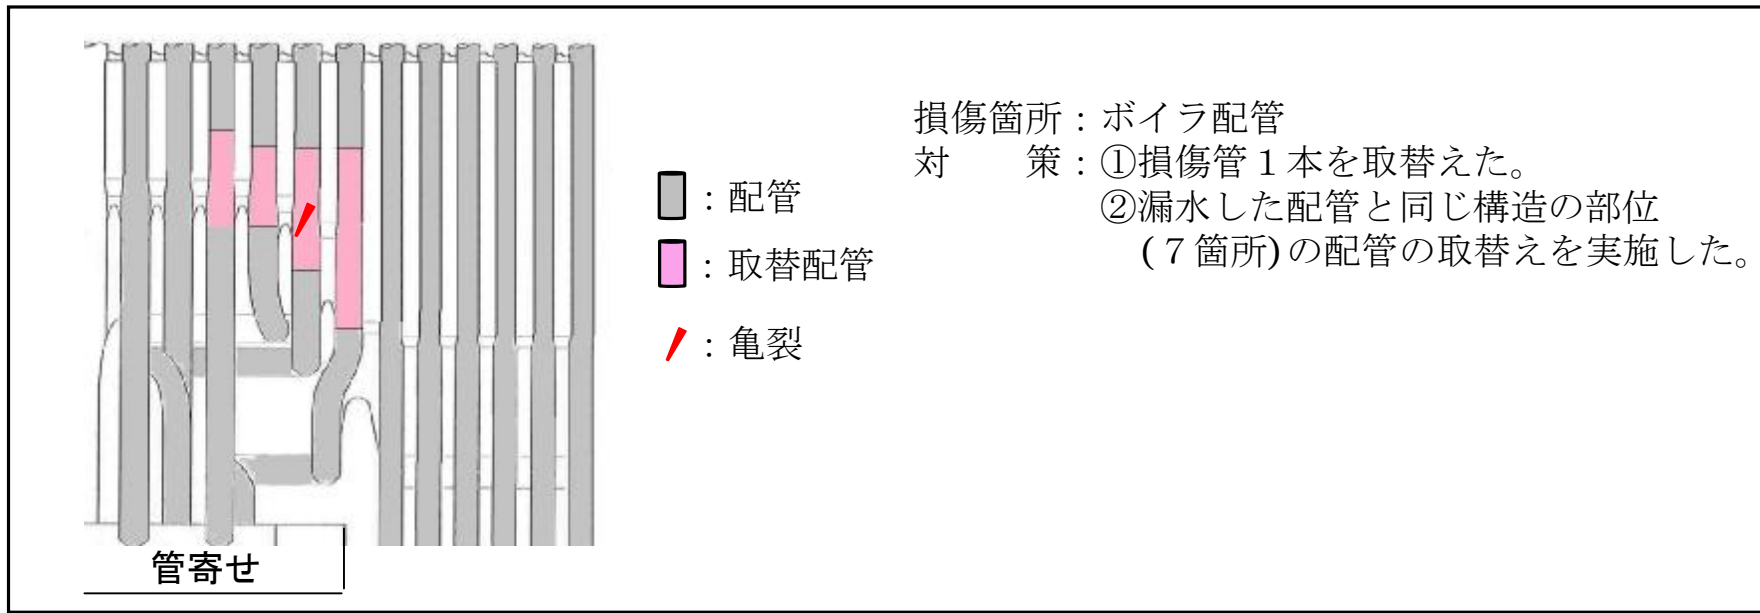 損傷箇所：ボイラ配管
対　　策：①損傷管１本を取替えた。
②漏水した配管と同じ構造の部位
(７箇所)の配管の取替えを実施した。
：配管
：取替配管
：亀裂
管寄せ